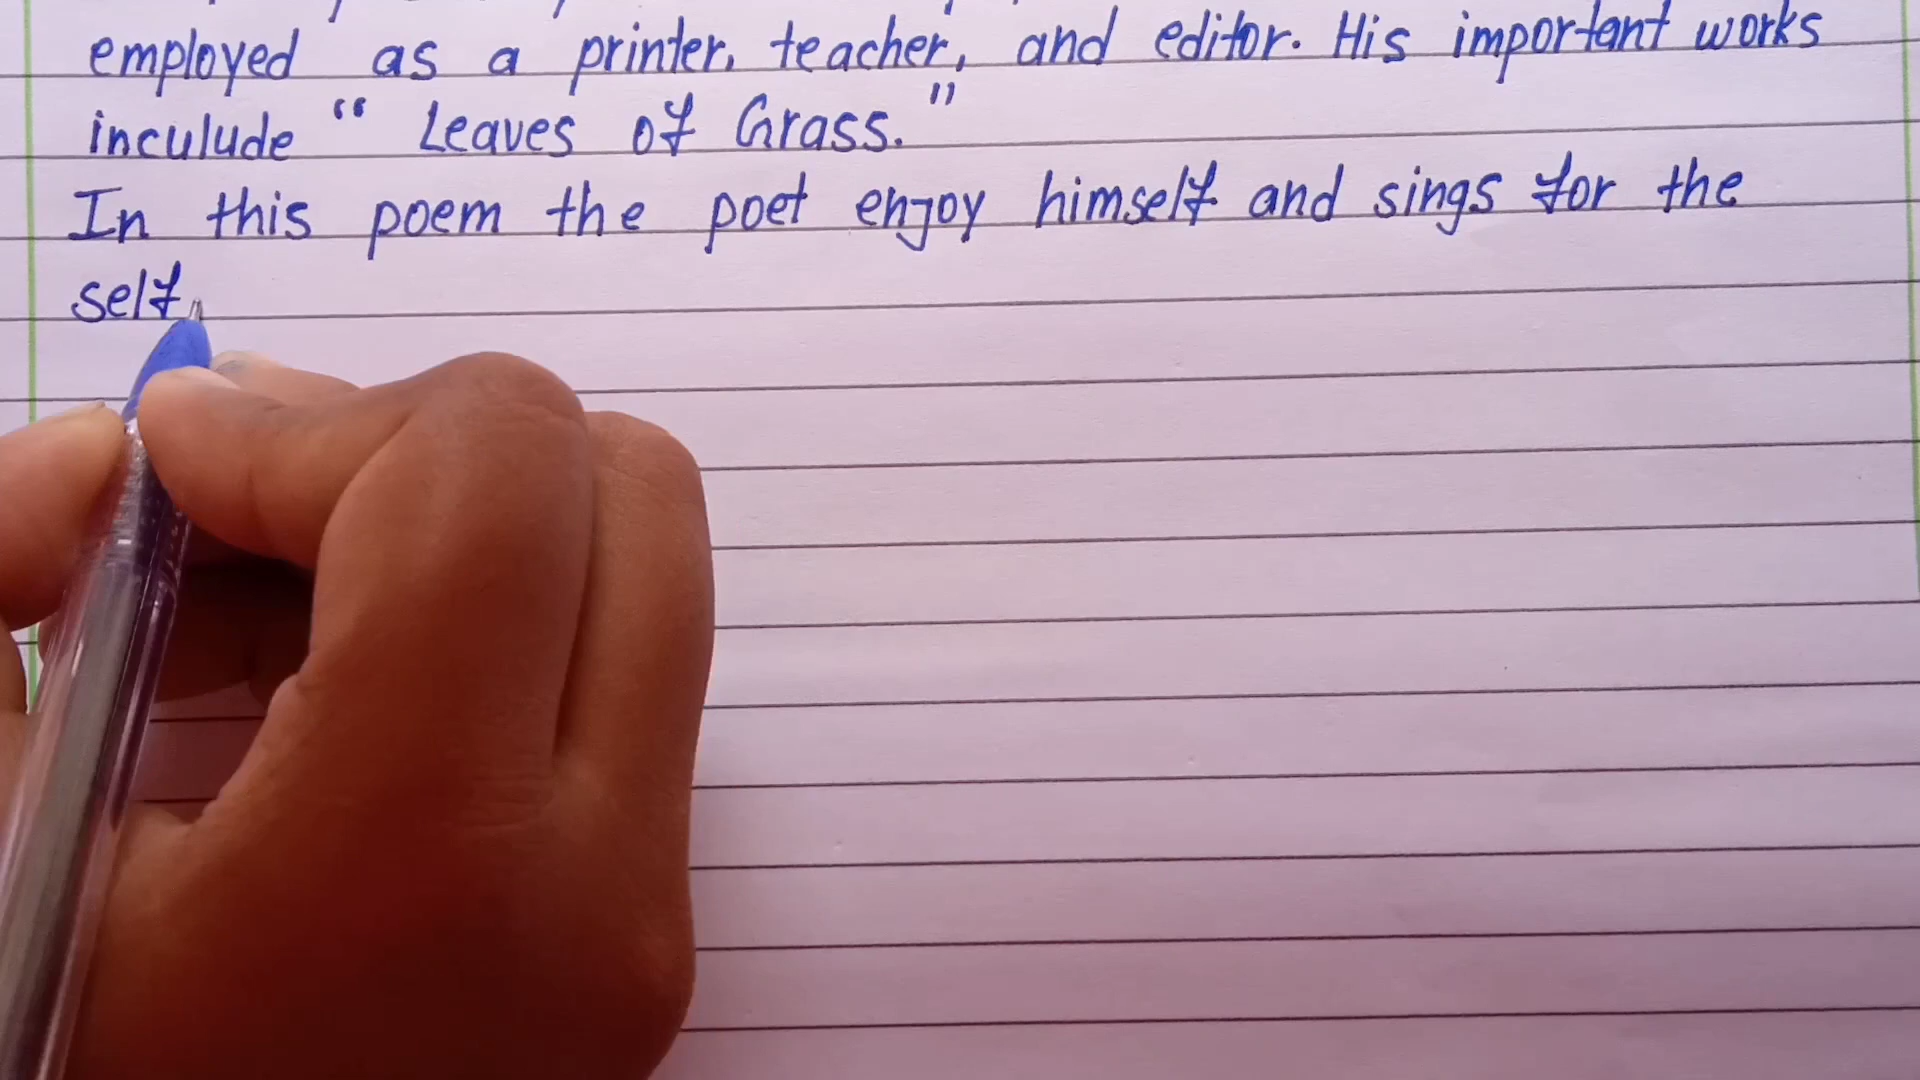 employed as a printer, teacher, and editor. His important works
inculude "Leaves of Grass."
In this poem the poet enjoy himself and sings for the
self.